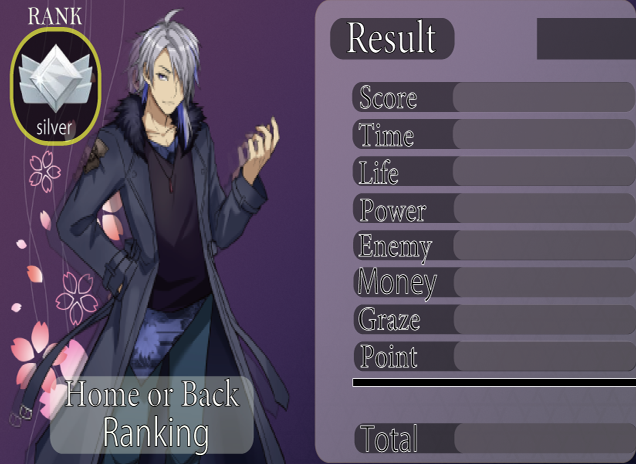 RANK
silver
Home or Back
Ranking
Result
Score
Time
Life
Power
Enemy
Money
Graze
Point
Total